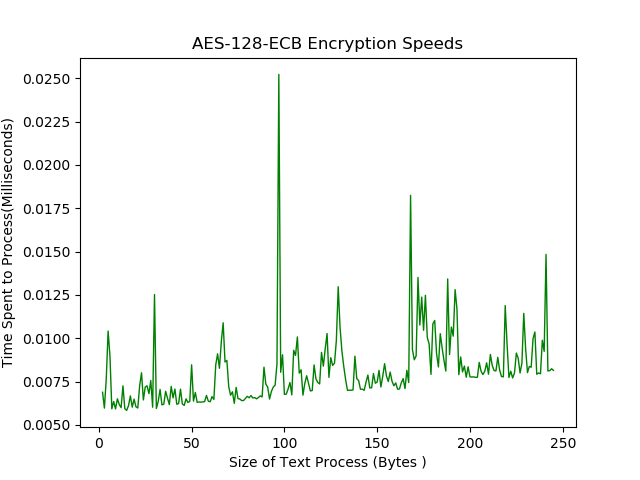 AES-128-ECB Encryption Speeds
Time Spent to Process(Milliseconds)
0.0250
0.0225
0.0200
0.0175
0.0150
0.0125
0.0100
0.0075
0.0050
0 50 100 150 200 250
Size of Text Process (Bytes )